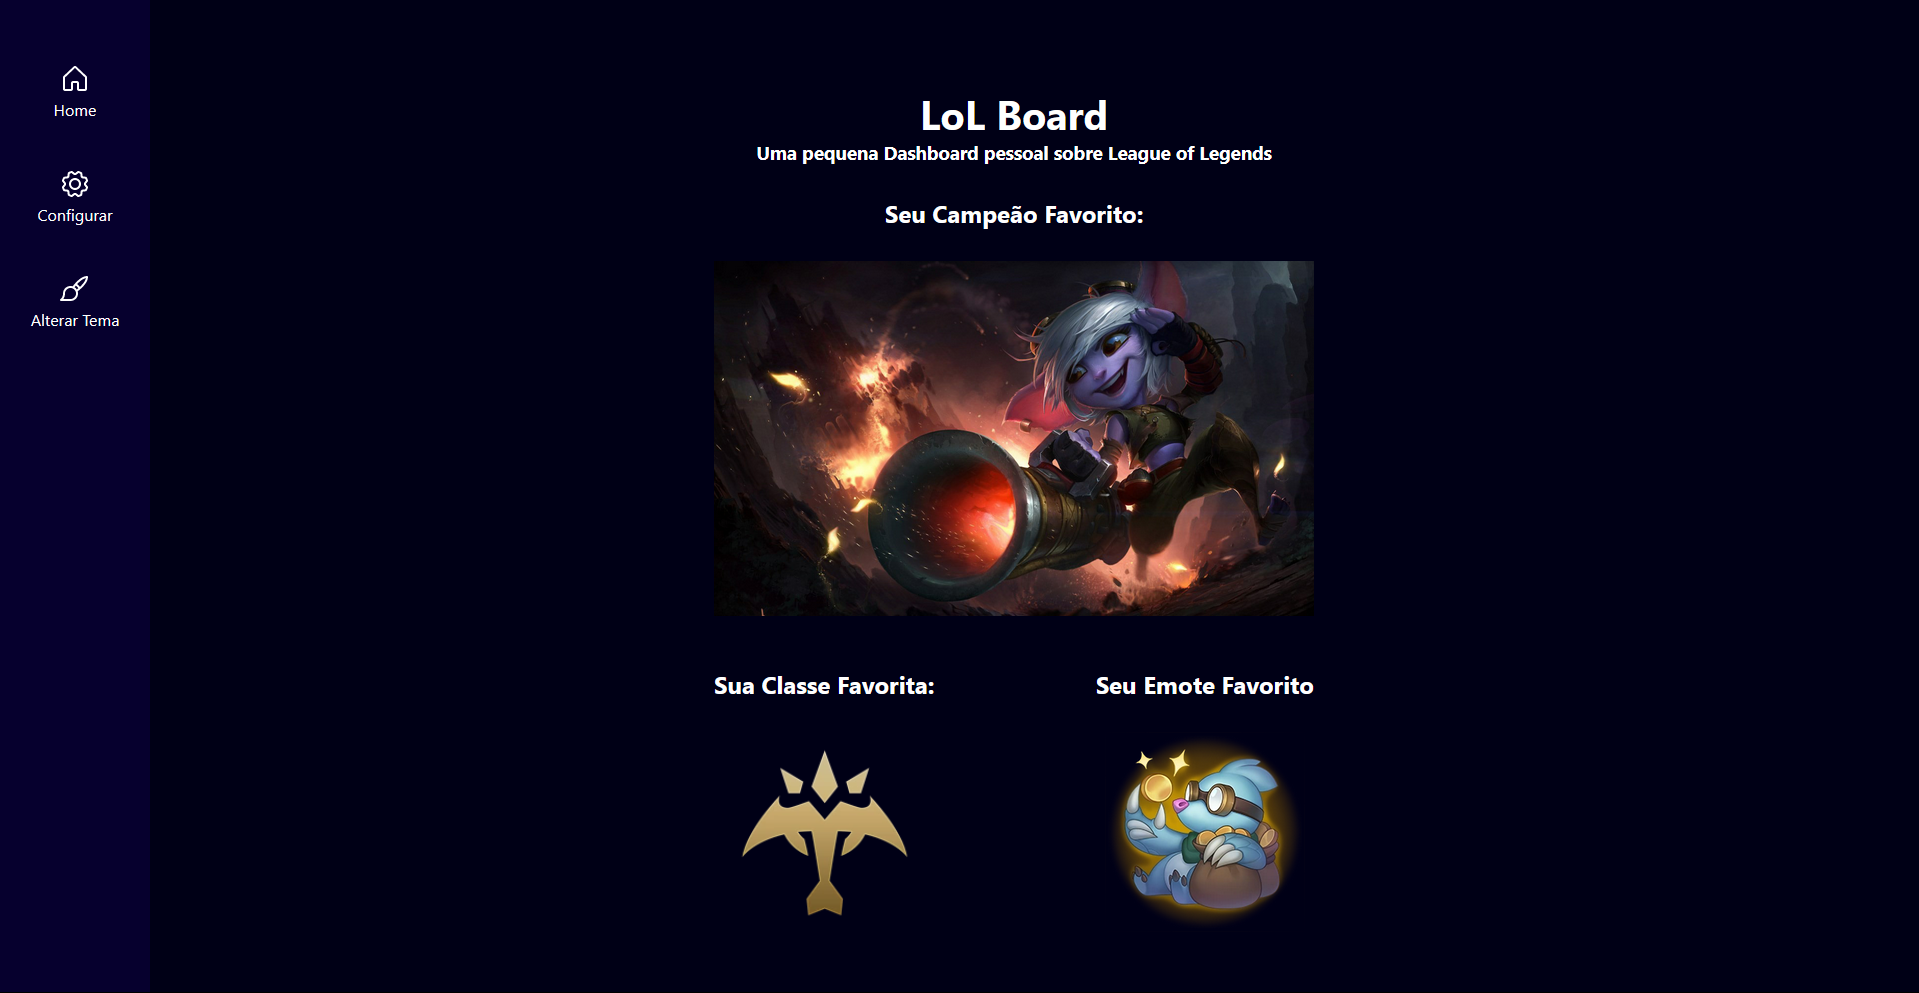 Home
Configurar
Alterar Tema
LoL Board
Uma pequena Dashboard pessoal sobre League of Legends
Seu Campeão Favorito:
Sua Classe Favorita:
Seu Emote Favorito